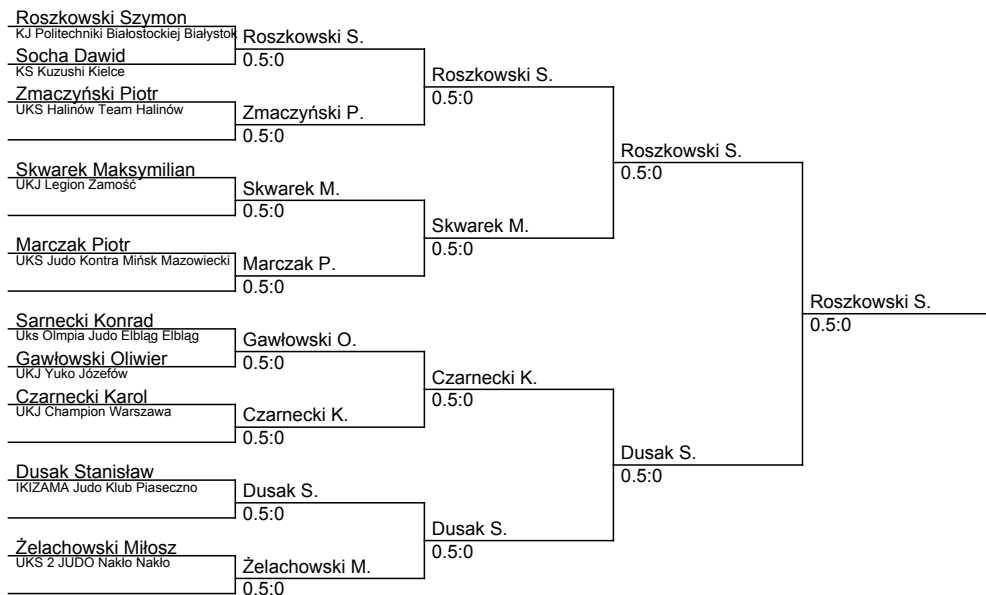 Roszkowski Szymon
KJ Politechniki Białostockiej Białystok
Socha Dawid
KS Kuzushi Kielce
Zmaczyński Piotr
UKS Halinów Team Halinów
Skwarek Maksymilian
UKJ Legion Zamość
Marczak Piotr
UKS Judo Kontra Mińsk Mazowiecki
Sarnecki Konrad
Uks Olmpia Judo Elbląg Elbląg
Gawłowski Oliwier
UKJ Yuko Józefów
Czarnecki Karol
UKJ Champion Warszawa
Dusak Stanisław
IKIZAMA Judo Klub Piaseczno
Żelachowski Miłosz
UKS 2 JUDO Nakło Nakło
Roszkowski S.
0.5:0
Zmaczyński P.
0.5:0
Skwarek M.
0.5:0
Marczak P.
0.5:0
Gawłowski O.
0.5:0
Czarnecki K.
0.5:0
Dusak S.
0.5:0
Żelachowski M.
0.5:0
Roszkowski S.
0.5:0
Skwarek M.
0.5:0
Czarnecki K.
0.5:0
Dusak S.
0.5:0
Roszkowski S.
0.5:0
Dusak S.
0.5:0
Roszkowski S.
0.5:0